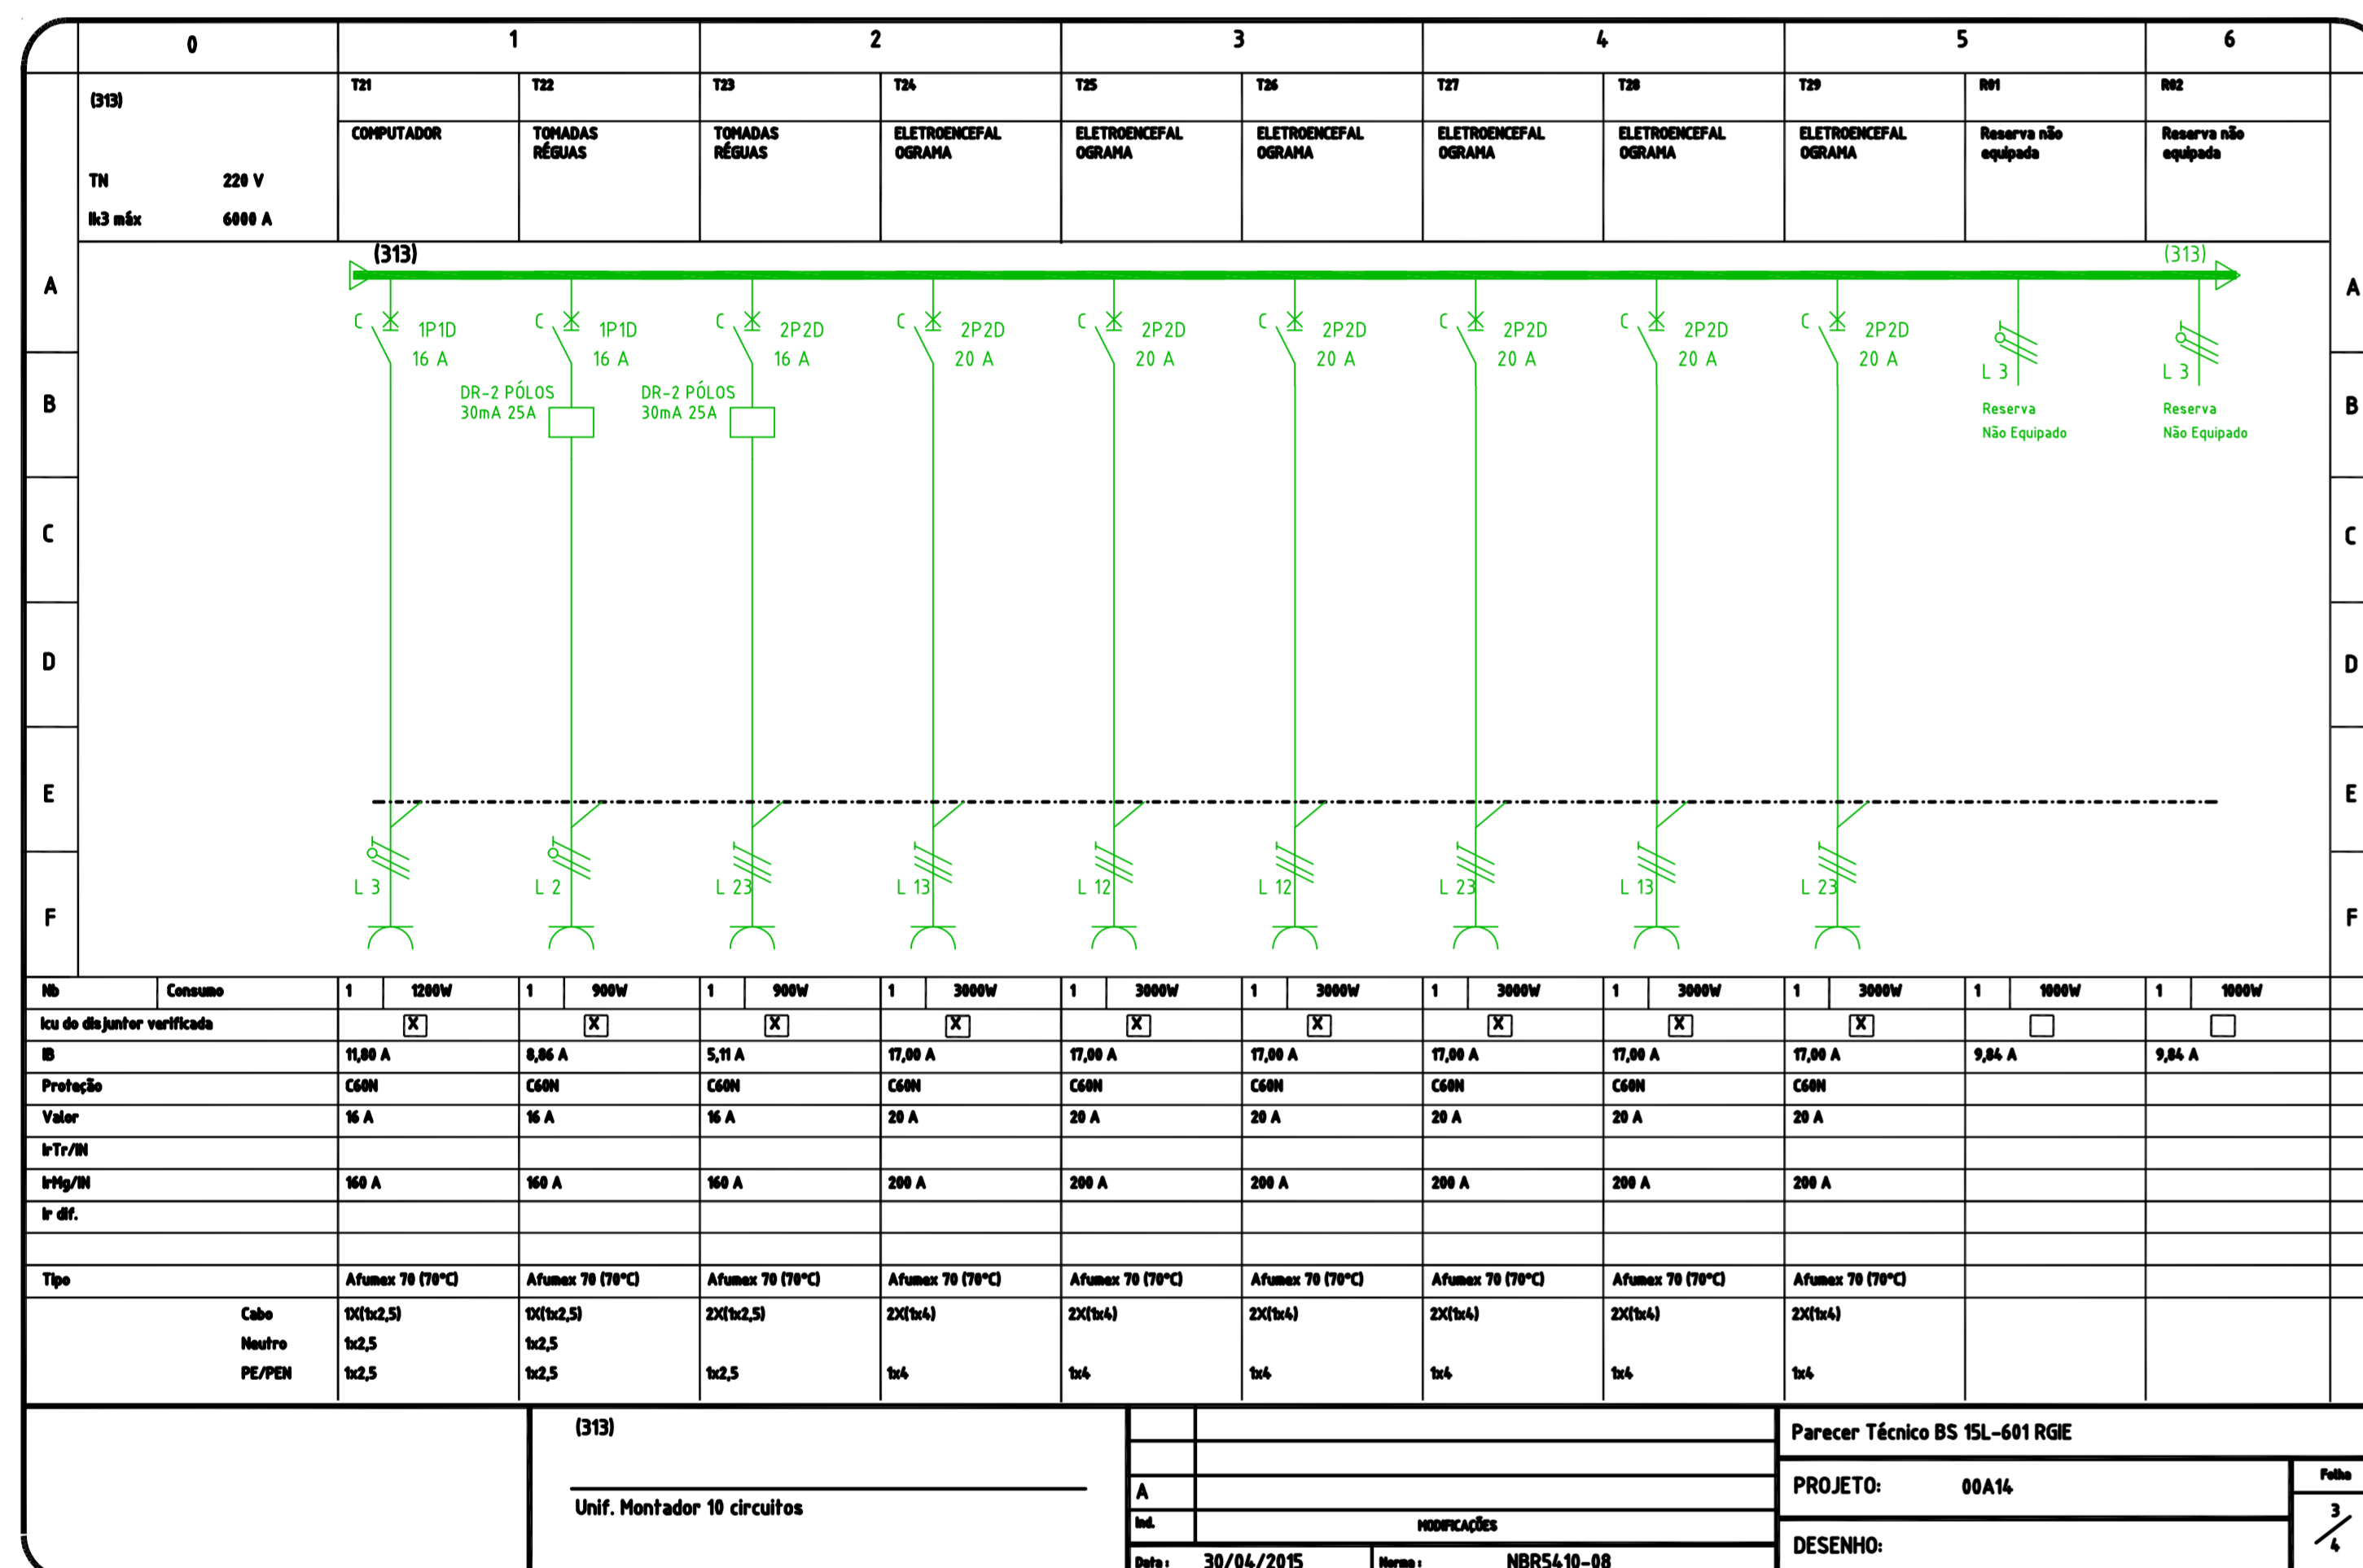 0 1 2 3 4 5 6
(313) T21 T22 T23 T24 T25 T26 T27 T28 T29 R01 R02
COMPUTADOR TOMADAS TOMADAS ELETROENCEFAL ELETROENCEFAL ELETROENCEFAL ELETROENCEFAL ELETROENCEFAL ELETROENCEFAL Reserva não Reserva não
RÉGUAS RÉGUAS OGRAMA OGRAMA OGRAMA OGRAMA OGRAMA OGRAMA equipada equipada
TN 220 V
Ik3 máx 6000 A
(313) (313)
A A
C 1P1D C 1P1D C 2P2D C 2P2D C 2P2D C 2P2D C 2P2D C 2P2D C 2P2D
16 A 16 A 16 A 20 A 20 A 20 A 20 A 20 A 20 A
L 3 L 3
DR-2 PÓLOS DR-2 PÓLOS
30mA 25A 30mA 25A
B Reserva Reserva B
Não Equipado Não Equipado
C C
D D
E E
L 3 L 2 L 23 L 13 L 12 L 12 L 23 L 13 L 23
F F
Nb Consumo 1 1200W 1 900W 1 900W 1 3000W 1 3000W 1 3000W 1 3000W 1 3000W 1 3000W 1 1000W 1 1000W
Icu do disjuntor verificada X X X X X X X X X
IB 11,80 A 8,86 A 5,11 A 17,00 A 17,00 A 17,00 A 17,00 A 17,00 A 17,00 A 9,84 A 9,84 A
Proteção C60N C60N C60N C60N C60N C60N C60N C60N C60N
Valor 16 A 16 A 16 A 20 A 20 A 20 A 20 A 20 A 20 A
IrTr/IN
IrMg/IN 160 A 160 A 160 A 200 A 200 A 200 A 200 A 200 A 200 A
Ir dif.
Tipo Afumex 70 (70°C) Afumex 70 (70°C) Afumex 70 (70°C) Afumex 70 (70°C) Afumex 70 (70°C) Afumex 70 (70°C) Afumex 70 (70°C) Afumex 70 (70°C) Afumex 70 (70°C)
Cabo 1X(1x2,5) 1X(1x2,5) 2X(1x2,5) 2X(1x4) 2X(1x4) 2X(1x4) 2X(1x4) 2X(1x4) 2X(1x4)
Neutro 1x2,5 1x2,5
PE/PEN 1x2,5 1x2,5 1x2,5 1x4 1x4 1x4 1x4 1x4 1x4
(313)
Unif. Montador 10 circuitos
A
Ind. MODIFICAÇÕES
Data : 30/04/2015 Norma : NBR5410-08
Parecer Técnico BS 15L-601 RGIE
PROJETO: 00A14
DESENHO:
Folha
3/4